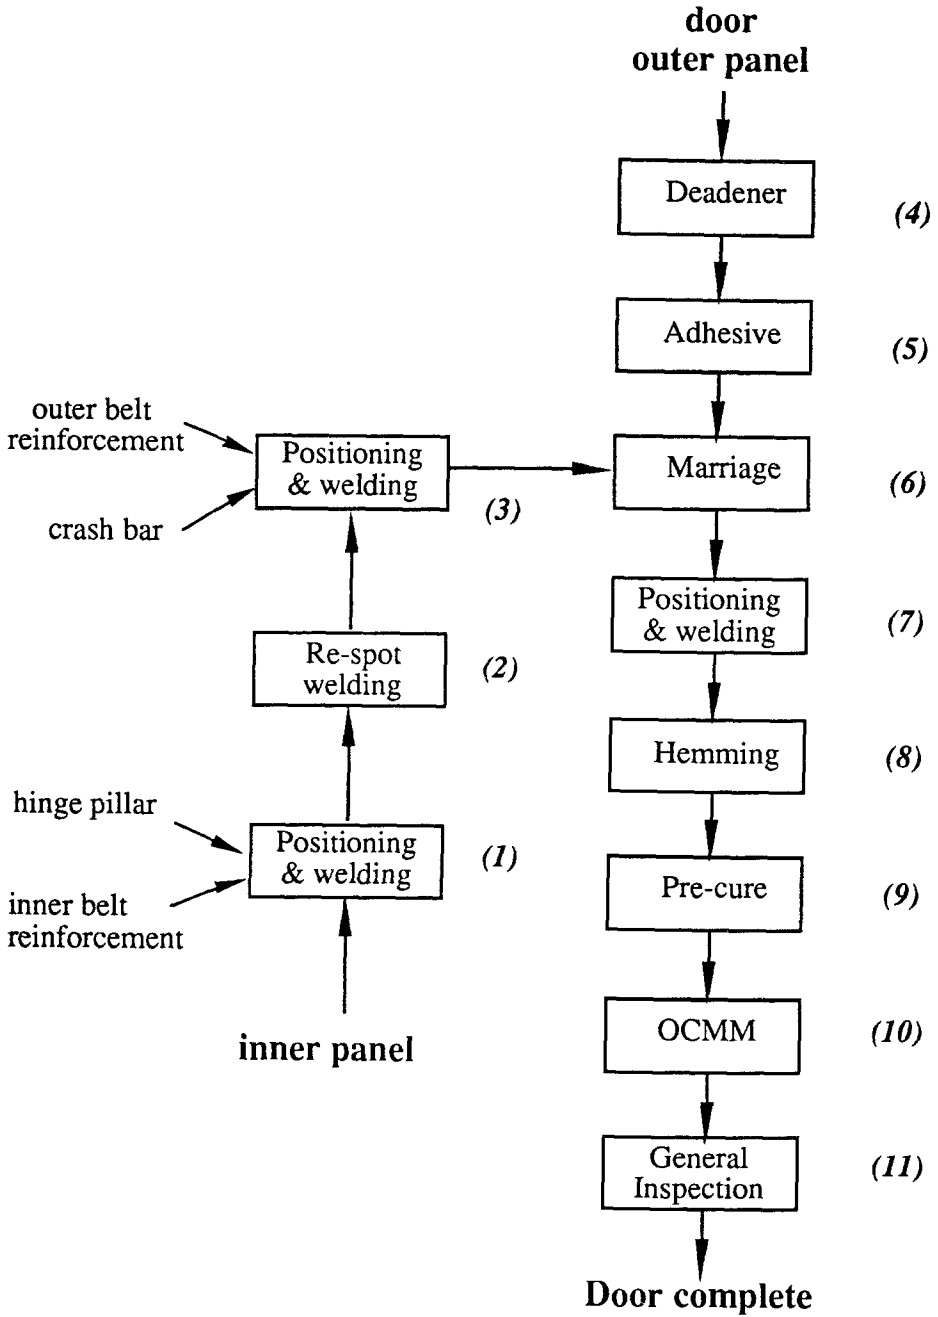 door
outer panel
Deadener
(4)
Adhesive
(5)
outer belt
reinforcement
Positioning
& welding
(3)
crash bar
Marriage
(6)
Positioning
& welding
(7)
Re-spot
welding
(2)
Hemming
(8)
hinge pillar
Positioning
& welding
(1)
inner belt
reinforcement
Pre-cure
(9)
inner panel
OCMM
(10)
General
Inspection
(11)
Door complete